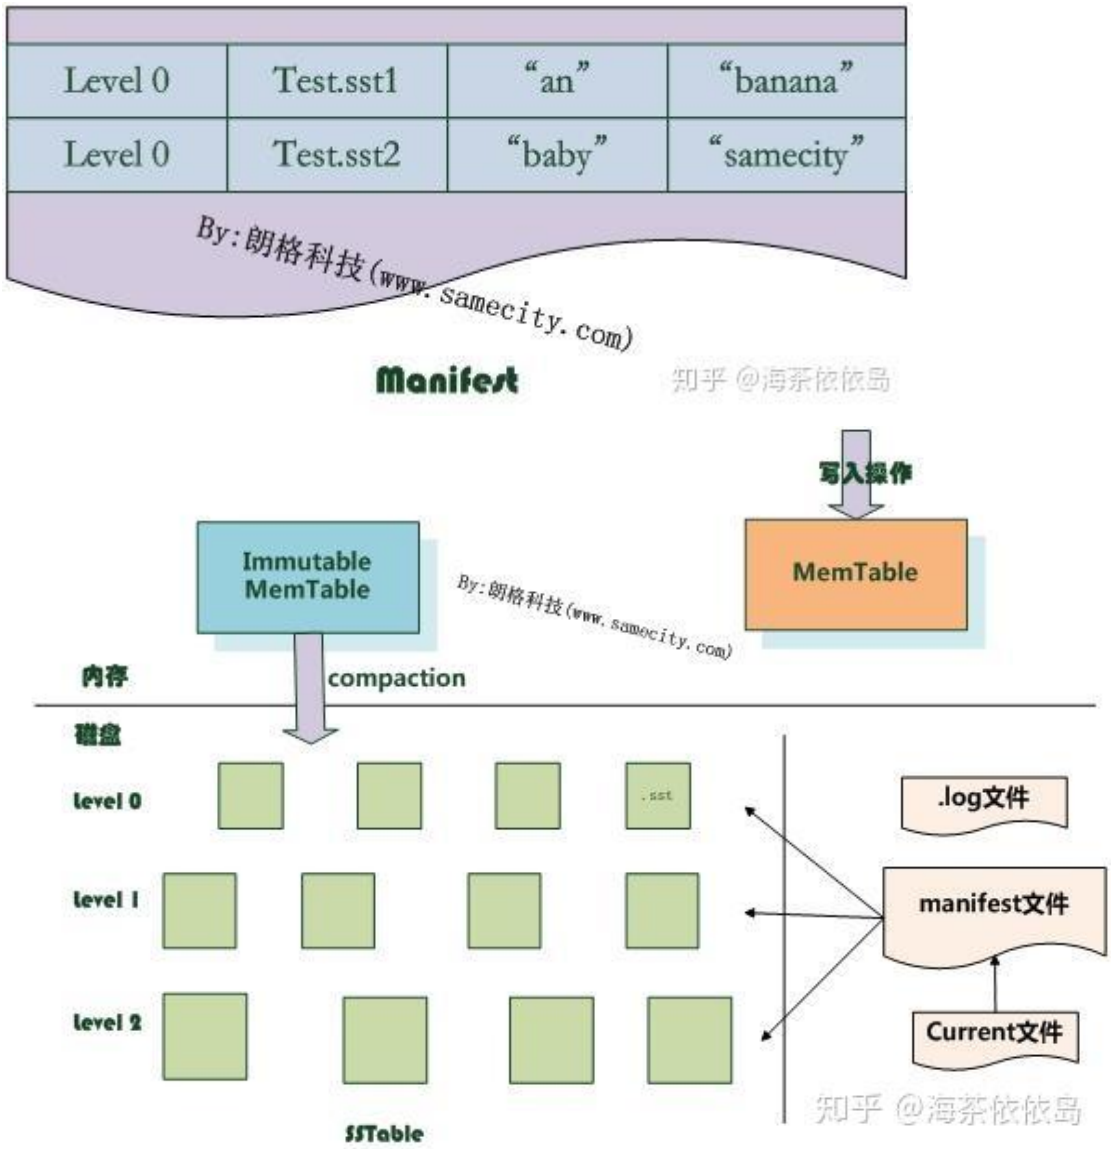 Level 0 Test.sst1 “an” “banana”
Level 0 Test.sst2 “baby” “samecity”
By:朗格科技(www.samecity.com)
Manifest
知乎 @海茶依依岛
写入操作
Immutable
MemTable
MemTable
By:朗格科技(www.samecity.com)
内存
compaction
磁盘
Level 0
.sst
.log文件
Level 1
manifest文件
Level 2
Current文件
SSTable
知乎 @海茶依依岛